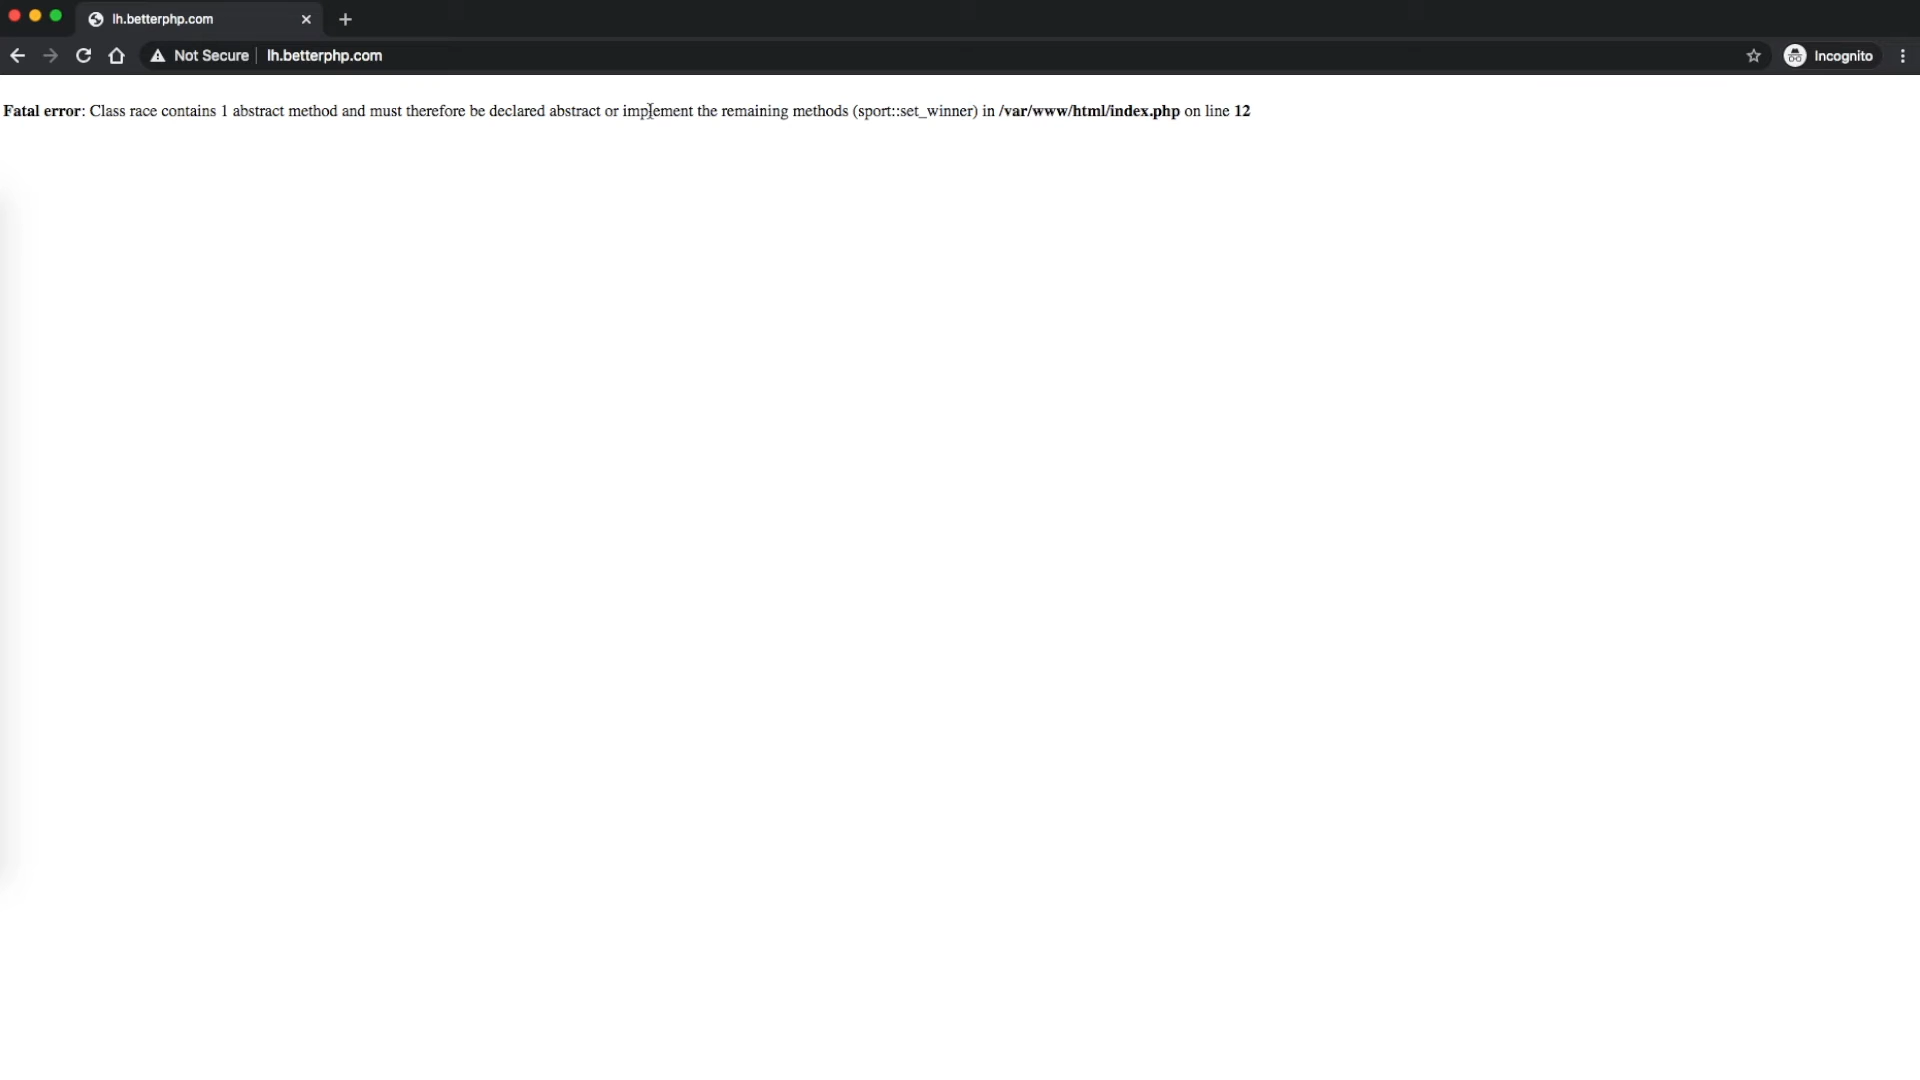 lh.betterphp.com
Not Secure lh.betterphp.com Incognito
Fatal error: Class race contains 1 abstract method and must therefore be declared abstract or implement the remaining methods (sport::set_winner) in /var/www/html/index.php on line 12